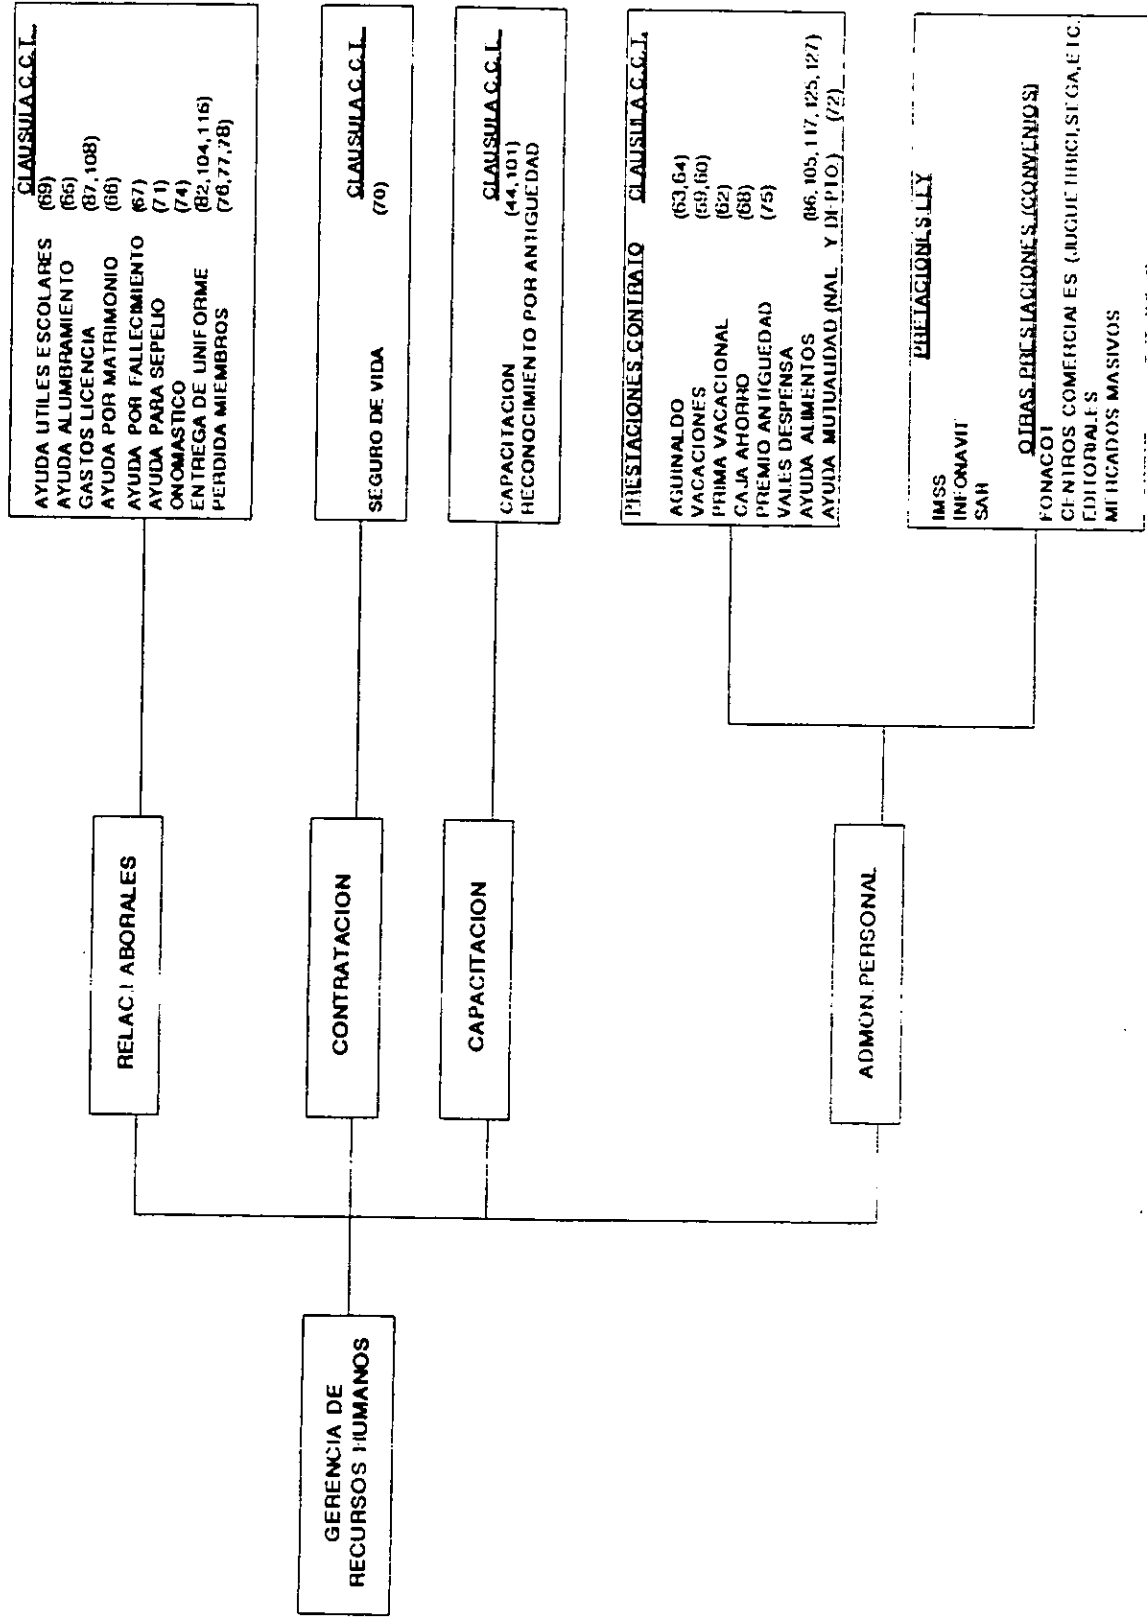 GERENCIA DE
RECURSOS HUMANOS
RELAC. LABORALES
CONTRATACION
CAPACITACION
ADMON. PERSONAL
CLAUSULA C.C.T.
AYUDA UTILES ESCOLARES (69)
AYUDA ALUMBRAMIENTO (65)
GASTOS LICENCIA (87,108)
AYUDA POR MATRIMONIO (66)
AYUDA POR FALLECIMIENTO (67)
AYUDA PARA SEPELIO (71)
ONOMASTICO (74)
ENTREGA DE UNIFORME (82,104,116)
PERDIDA MIEMBROS (76,77,78)
CLAUSULA C.C.T.
SEGURO DE VIDA (70)
CLAUSULA C.C.T.
CAPACITACION (44,101)
RECONOCIMIENTO POR ANTIGUEDAD
PRESTACIONES CONTRATO CLAUSULA C.C.T.
AGUINALDO (63,64)
VACACIONES (59,60)
PRIMA VACACIONAL (62)
CAJA AHORRO (68)
PREMIO ANTIGUEDAD (75)
VALES DESPENSA
AYUDA ALIMENTOS (86,105,117,125,127)
AYUDA MUTUALIDAD (NAL. Y DEPTO.) (72)
PRETACIONES LEY
IMSS
INFONAVIT
SAR
OTRAS PRESTACIONES (CONVENIOS)
FONACOT
CENTROS COMERCIALES (JUGUETIBICI, SEGA, ETC.
EDITORIALES
MERCADOS MASIVOS